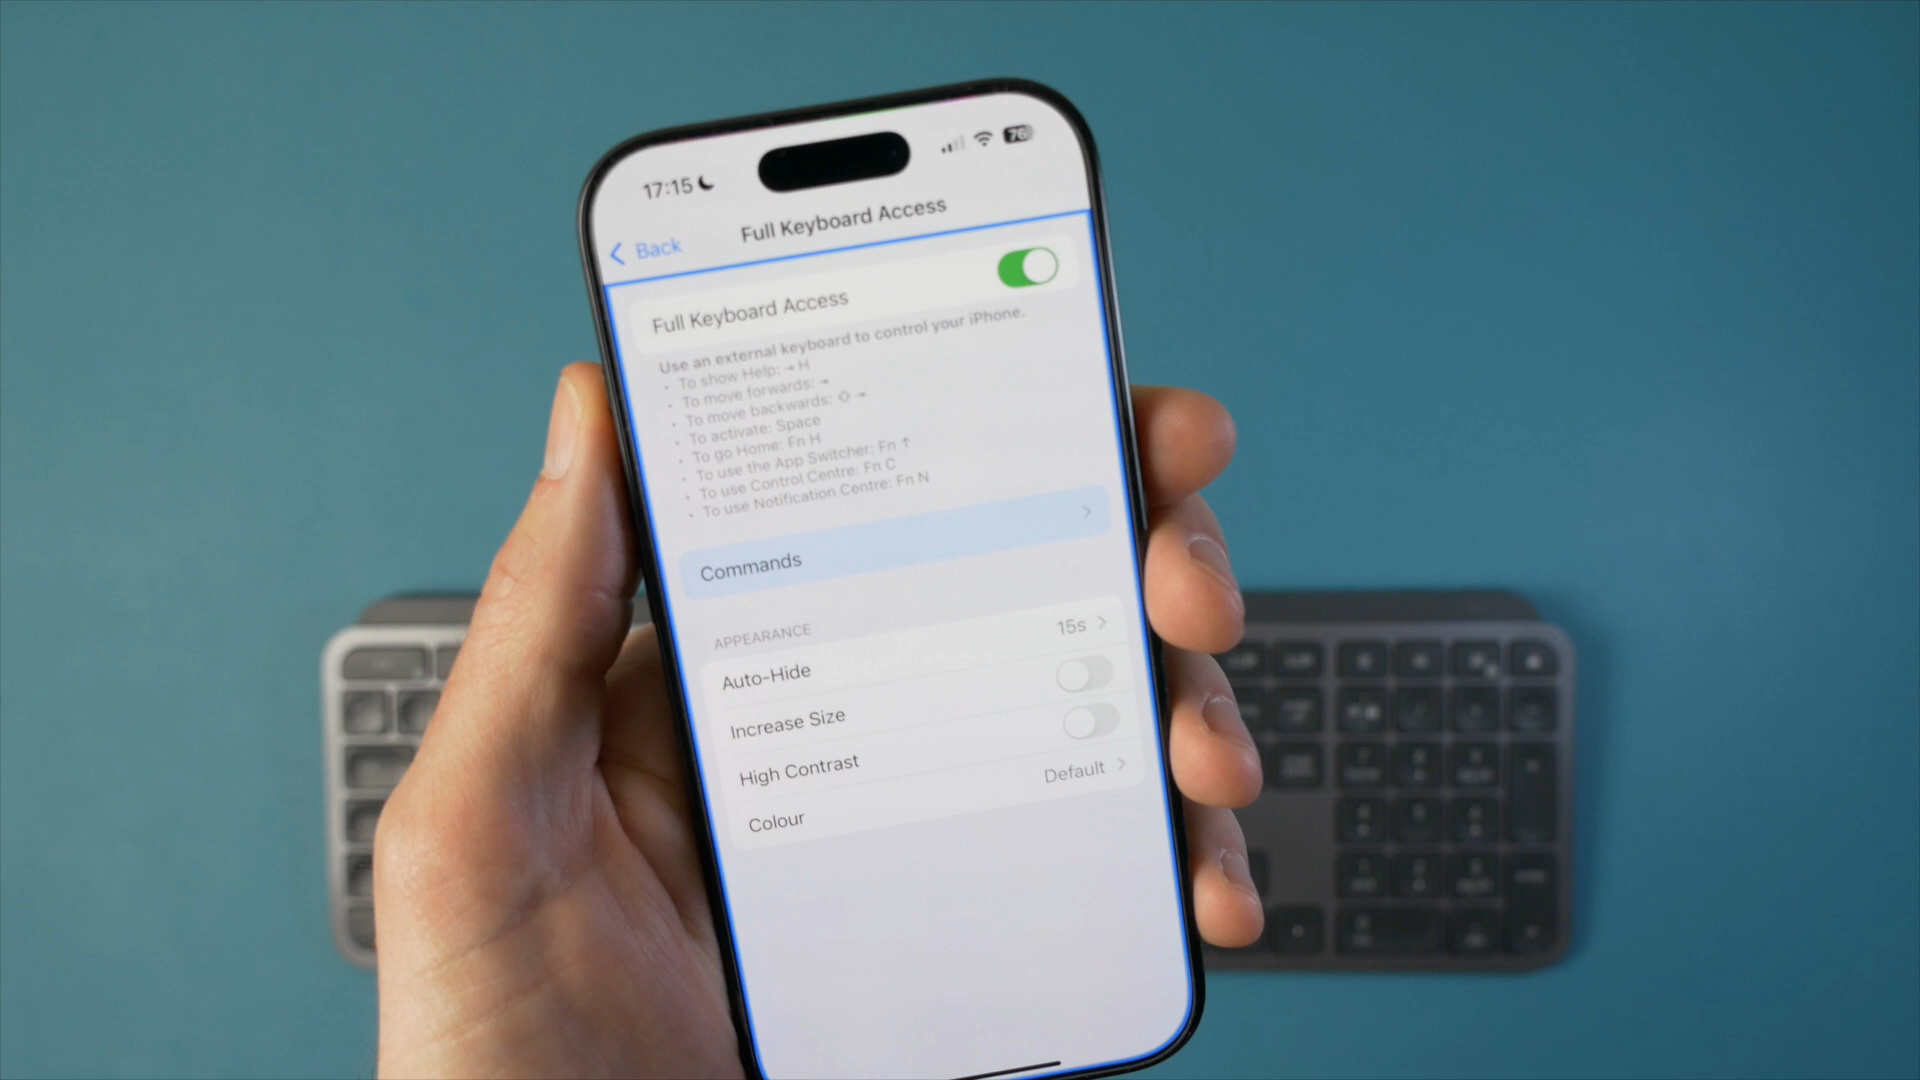 17:15
76
Back
Full Keyboard Access
Full Keyboard Access
Use an external keyboard to control your iPhone.
• To show Help: ⇥ H
• To move forwards: ⇥
• To move backwards: ⇧ ⇥
• To activate: Space
• To go Home: Fn H
• To use the App Switcher: Fn ↑
• To use Control Centre: Fn C
• To use Notification Centre: Fn N
Commands
APPEARANCE
Auto-Hide 15s
Increase Size
High Contrast
Colour Default